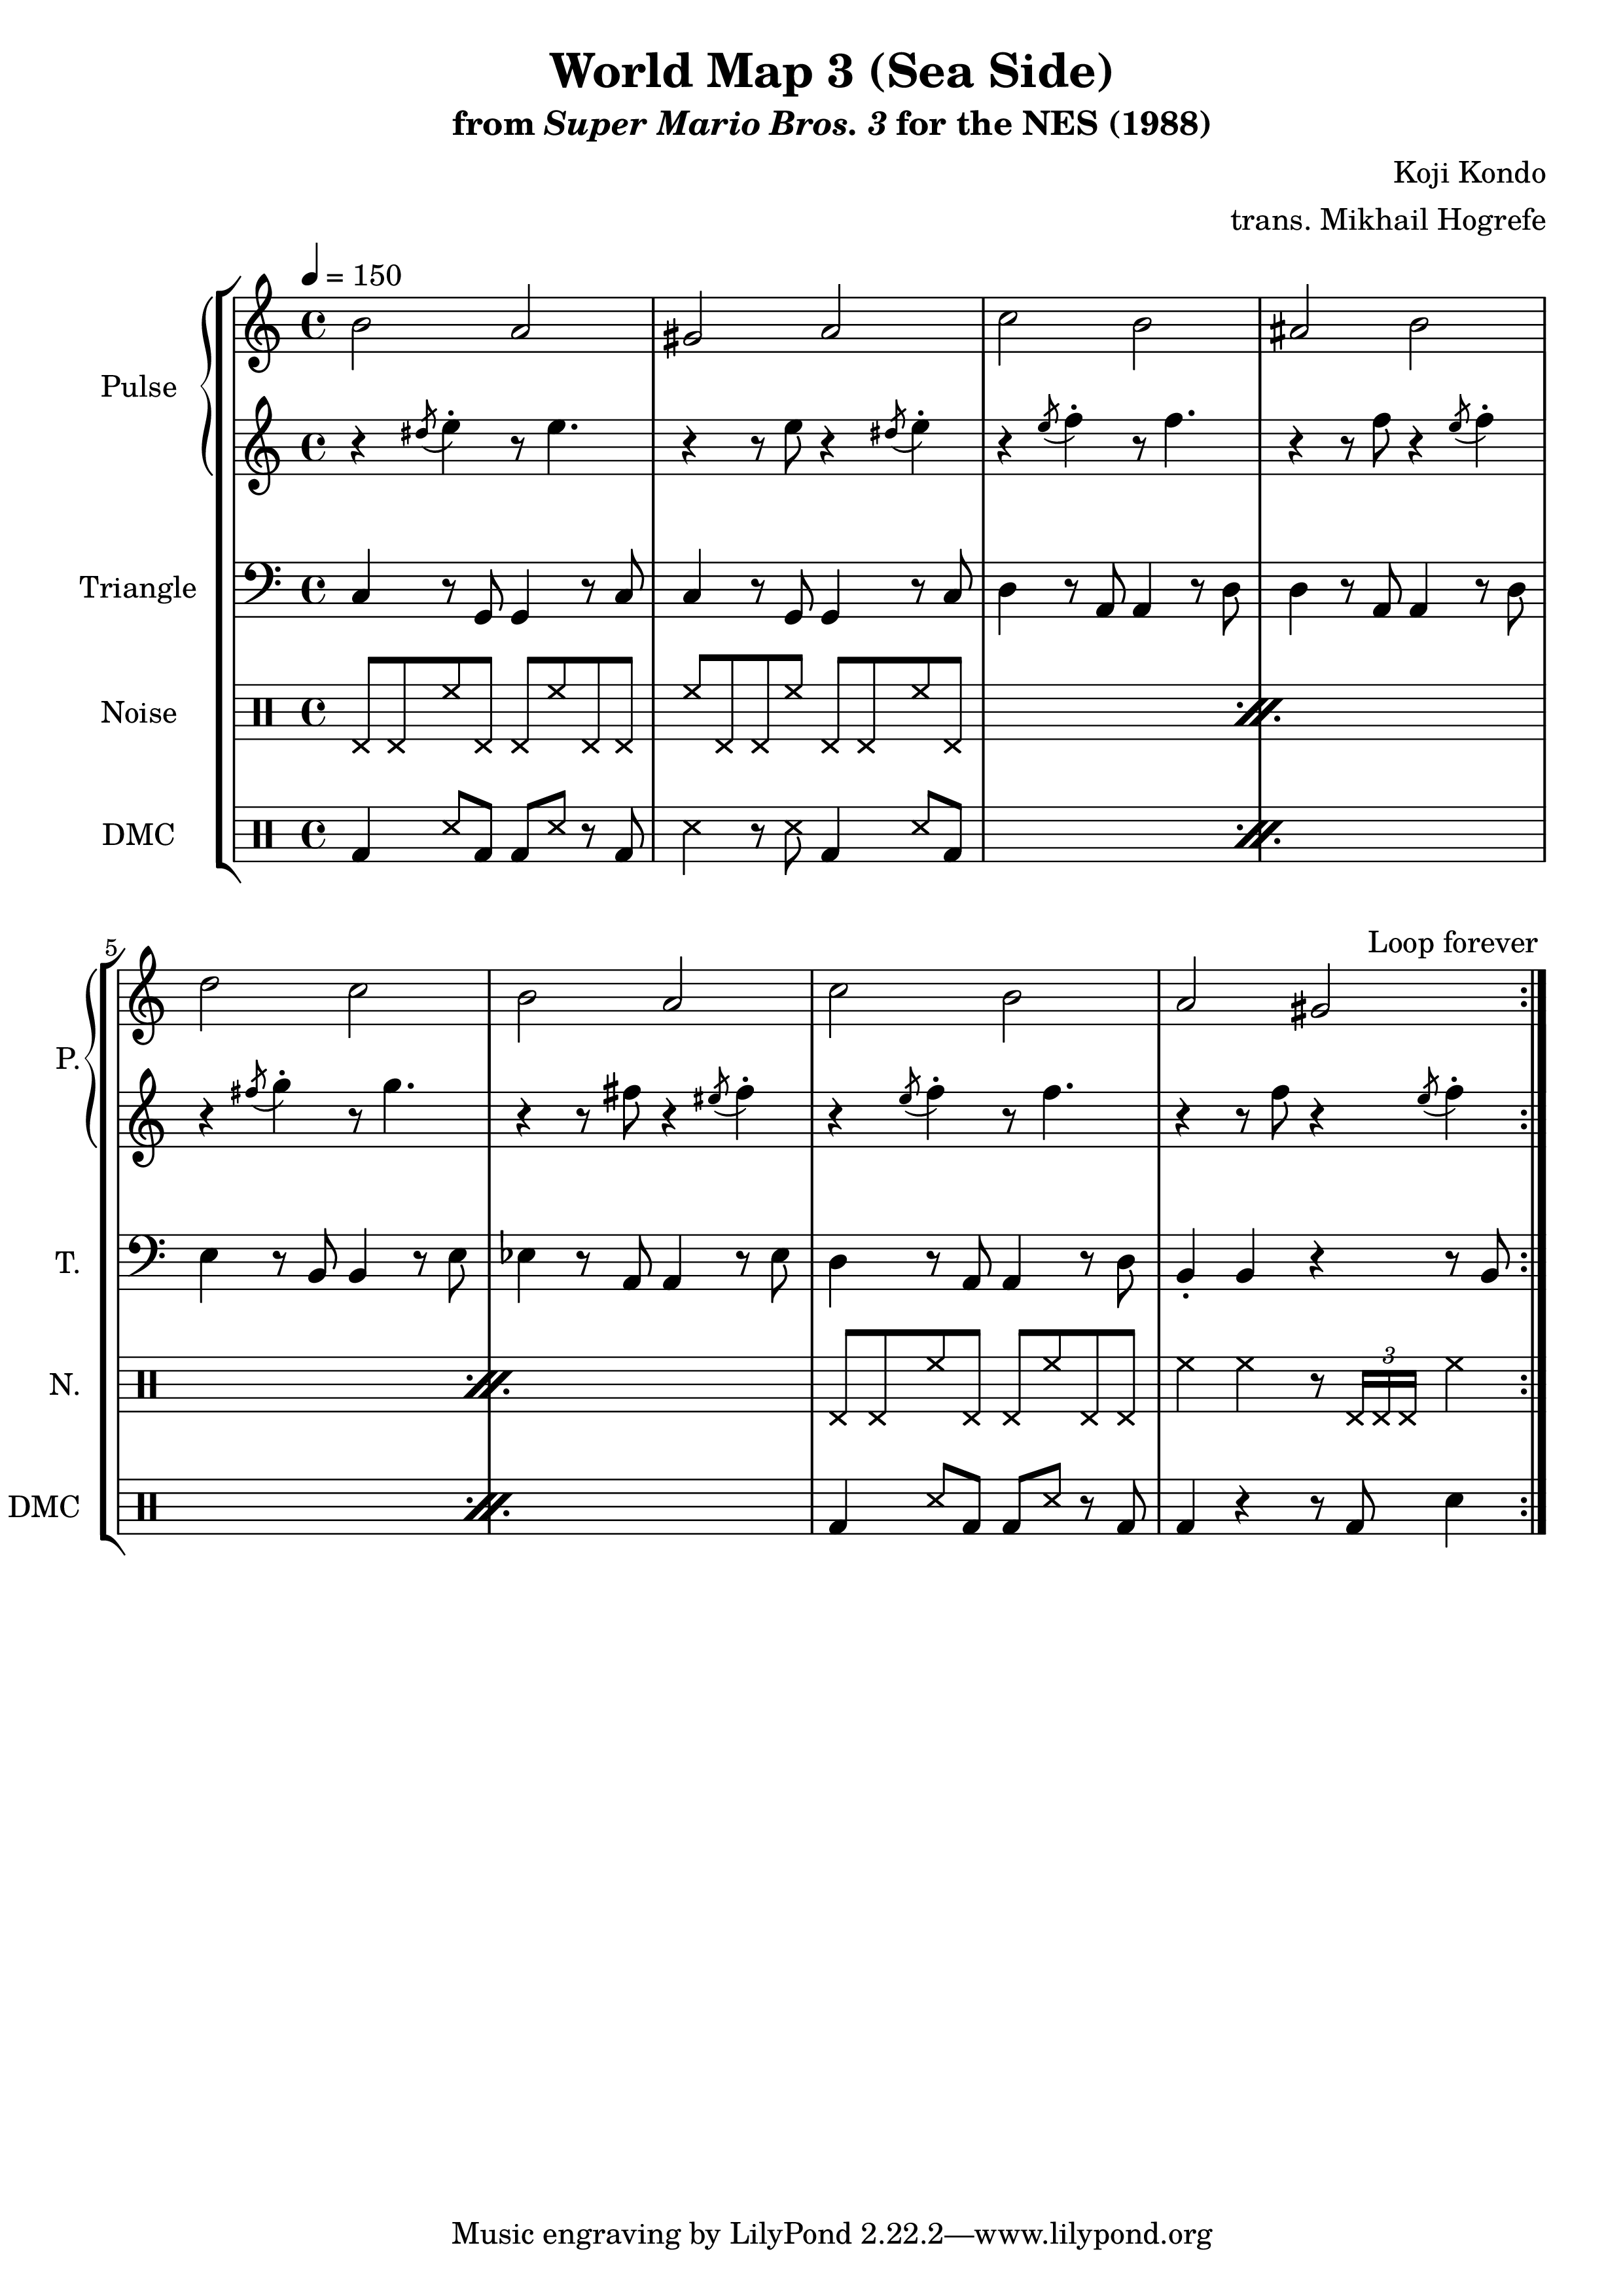 World Map 3 (Sea Side)
from Super Mario Bros. 3 for the NES (1988)
Koji Kondo
trans. Mikhail Hogrefe
= 150
Pulse
Triangle
Noise
DMC
5
Loop forever
P.
T.
N.
3
DMC
Music engraving by LilyPond 2.22.2—www.lilypond.org